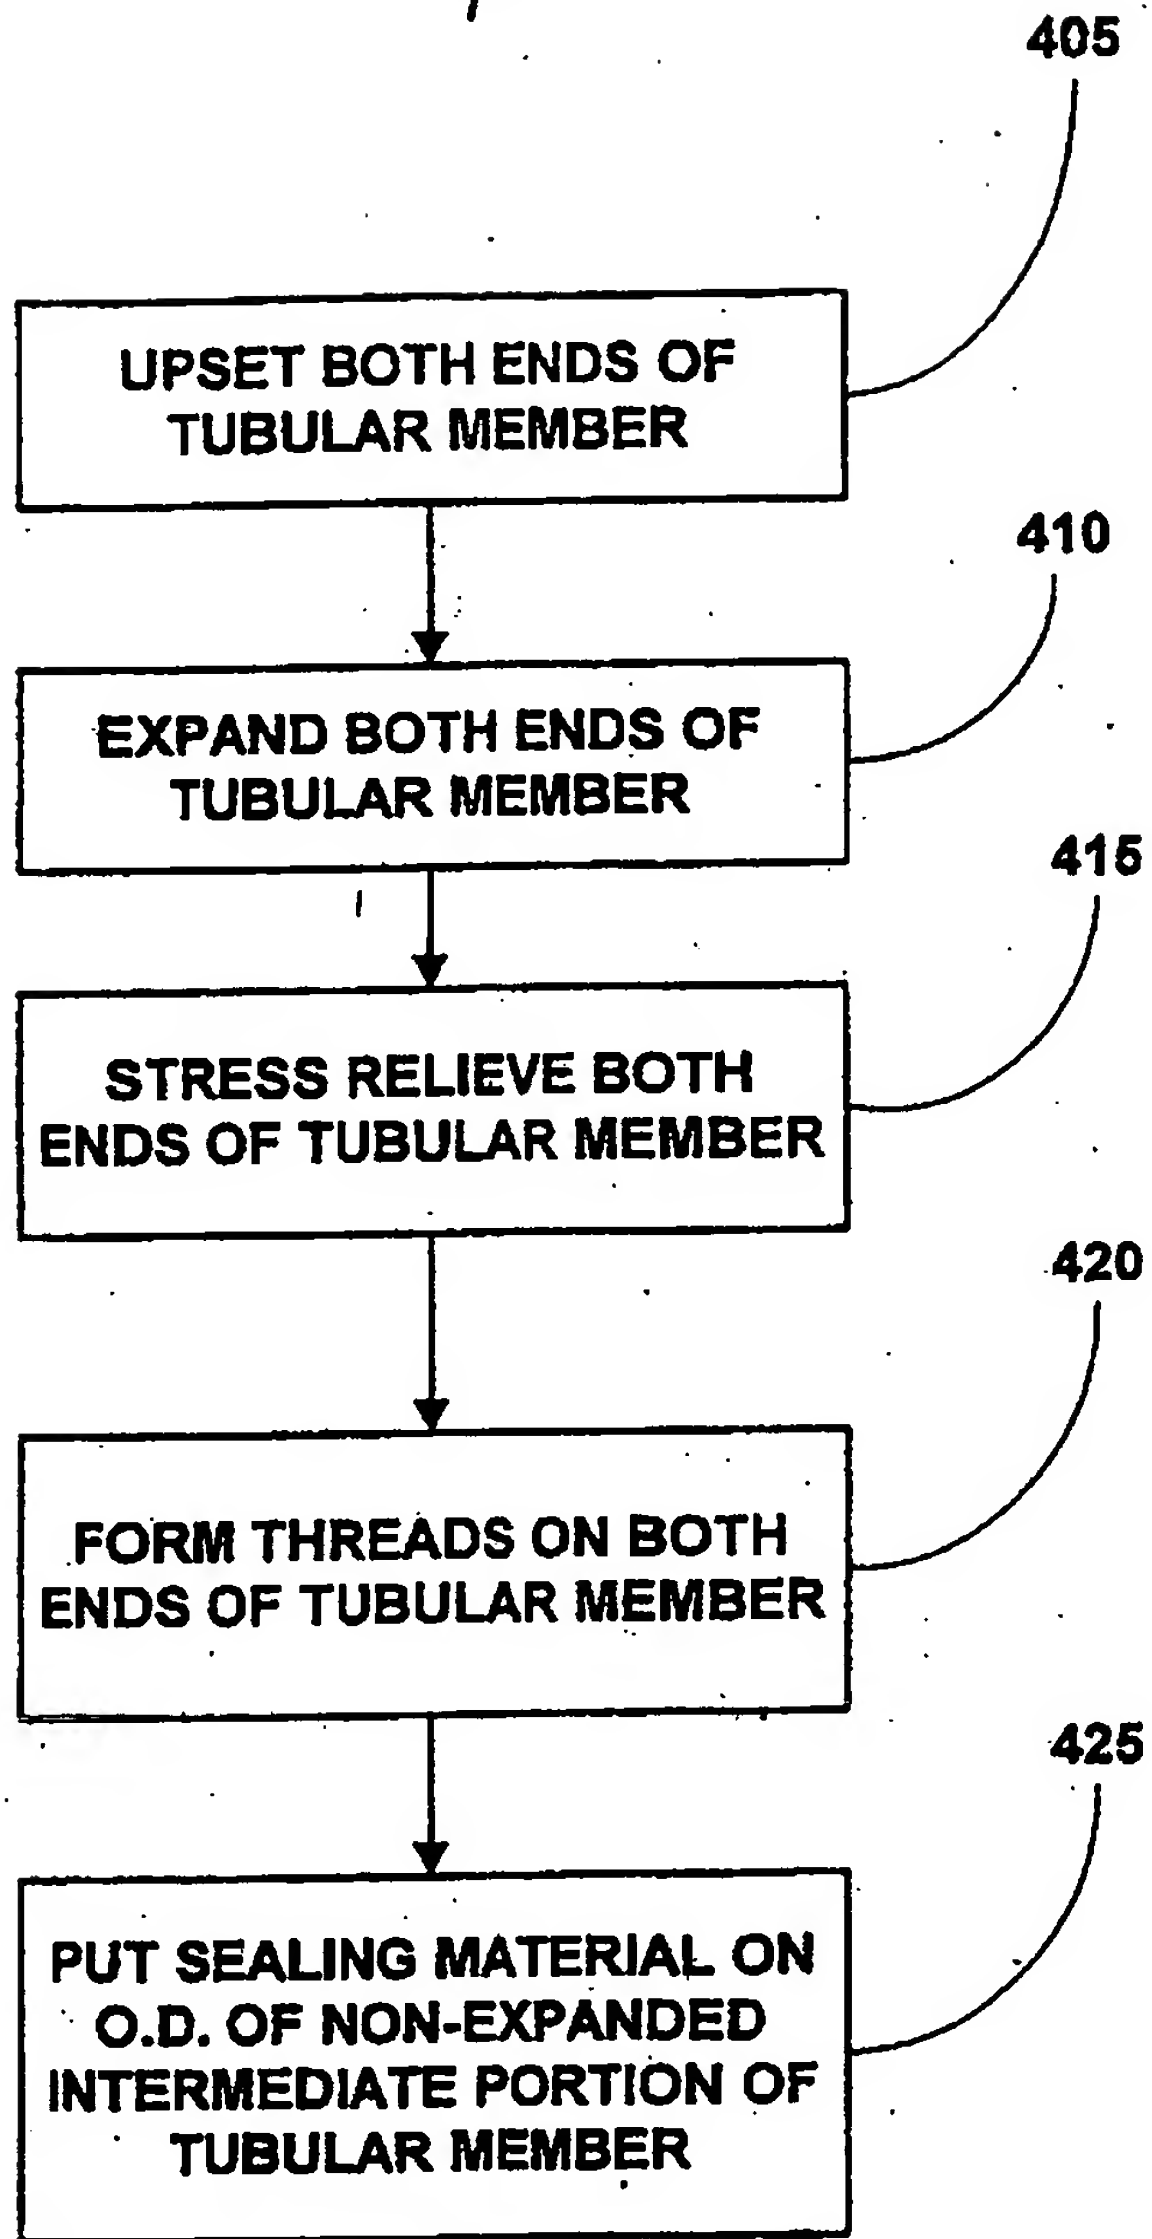 405
UPSET BOTH ENDS OF
TUBULAR MEMBER
410
EXPAND BOTH ENDS OF
TUBULAR MEMBER
415
STRESS RELIEVE BOTH
ENDS OF TUBULAR MEMBER
420
FORM THREADS ON BOTH
ENDS OF TUBULAR MEMBER
425
PUT SEALING MATERIAL ON
O.D. OF NON-EXPANDED
INTERMEDIATE PORTION OF
TUBULAR MEMBER